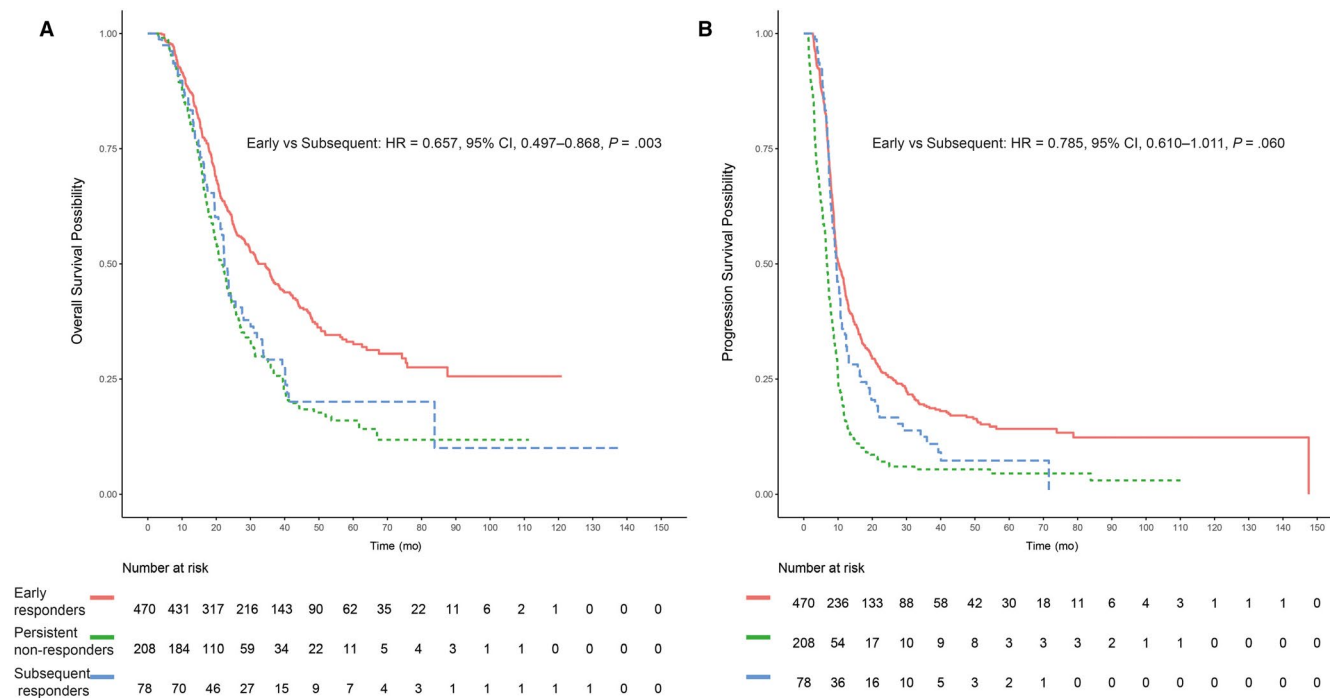 A
1.00
0.75
0.50
0.25
0.00
Overall Survival Possibility
Early vs Subsequent: HR = 0.657, 95% CI, 0.497–0.868, P = .003
0 10 20 30 40 50 60 70 80 90 100 110 120 130 140 150
Time (mo)
Number at risk
Early
responders
470 431 317 216 143 90 62 35 22 11 6 2 1 0 0 0
Persistent
non-responders
208 184 110 59 34 22 11 5 4 3 1 1 0 0 0 0
Subsequent
responders
78 70 46 27 15 9 7 4 3 1 1 1 1 1 0 0
B
1.00
0.75
0.50
0.25
0.00
Progression Survival Possibility
Early vs Subsequent: HR = 0.785, 95% CI, 0.610–1.011, P = .060
0 10 20 30 40 50 60 70 80 90 100 110 120 130 140 150
Time (mo)
Number at risk
470 236 133 88 58 42 30 18 11 6 4 3 1 1 1 0
208 54 17 10 9 8 3 3 3 2 1 1 0 0 0 0
78 36 16 10 5 3 2 1 0 0 0 0 0 0 0 0